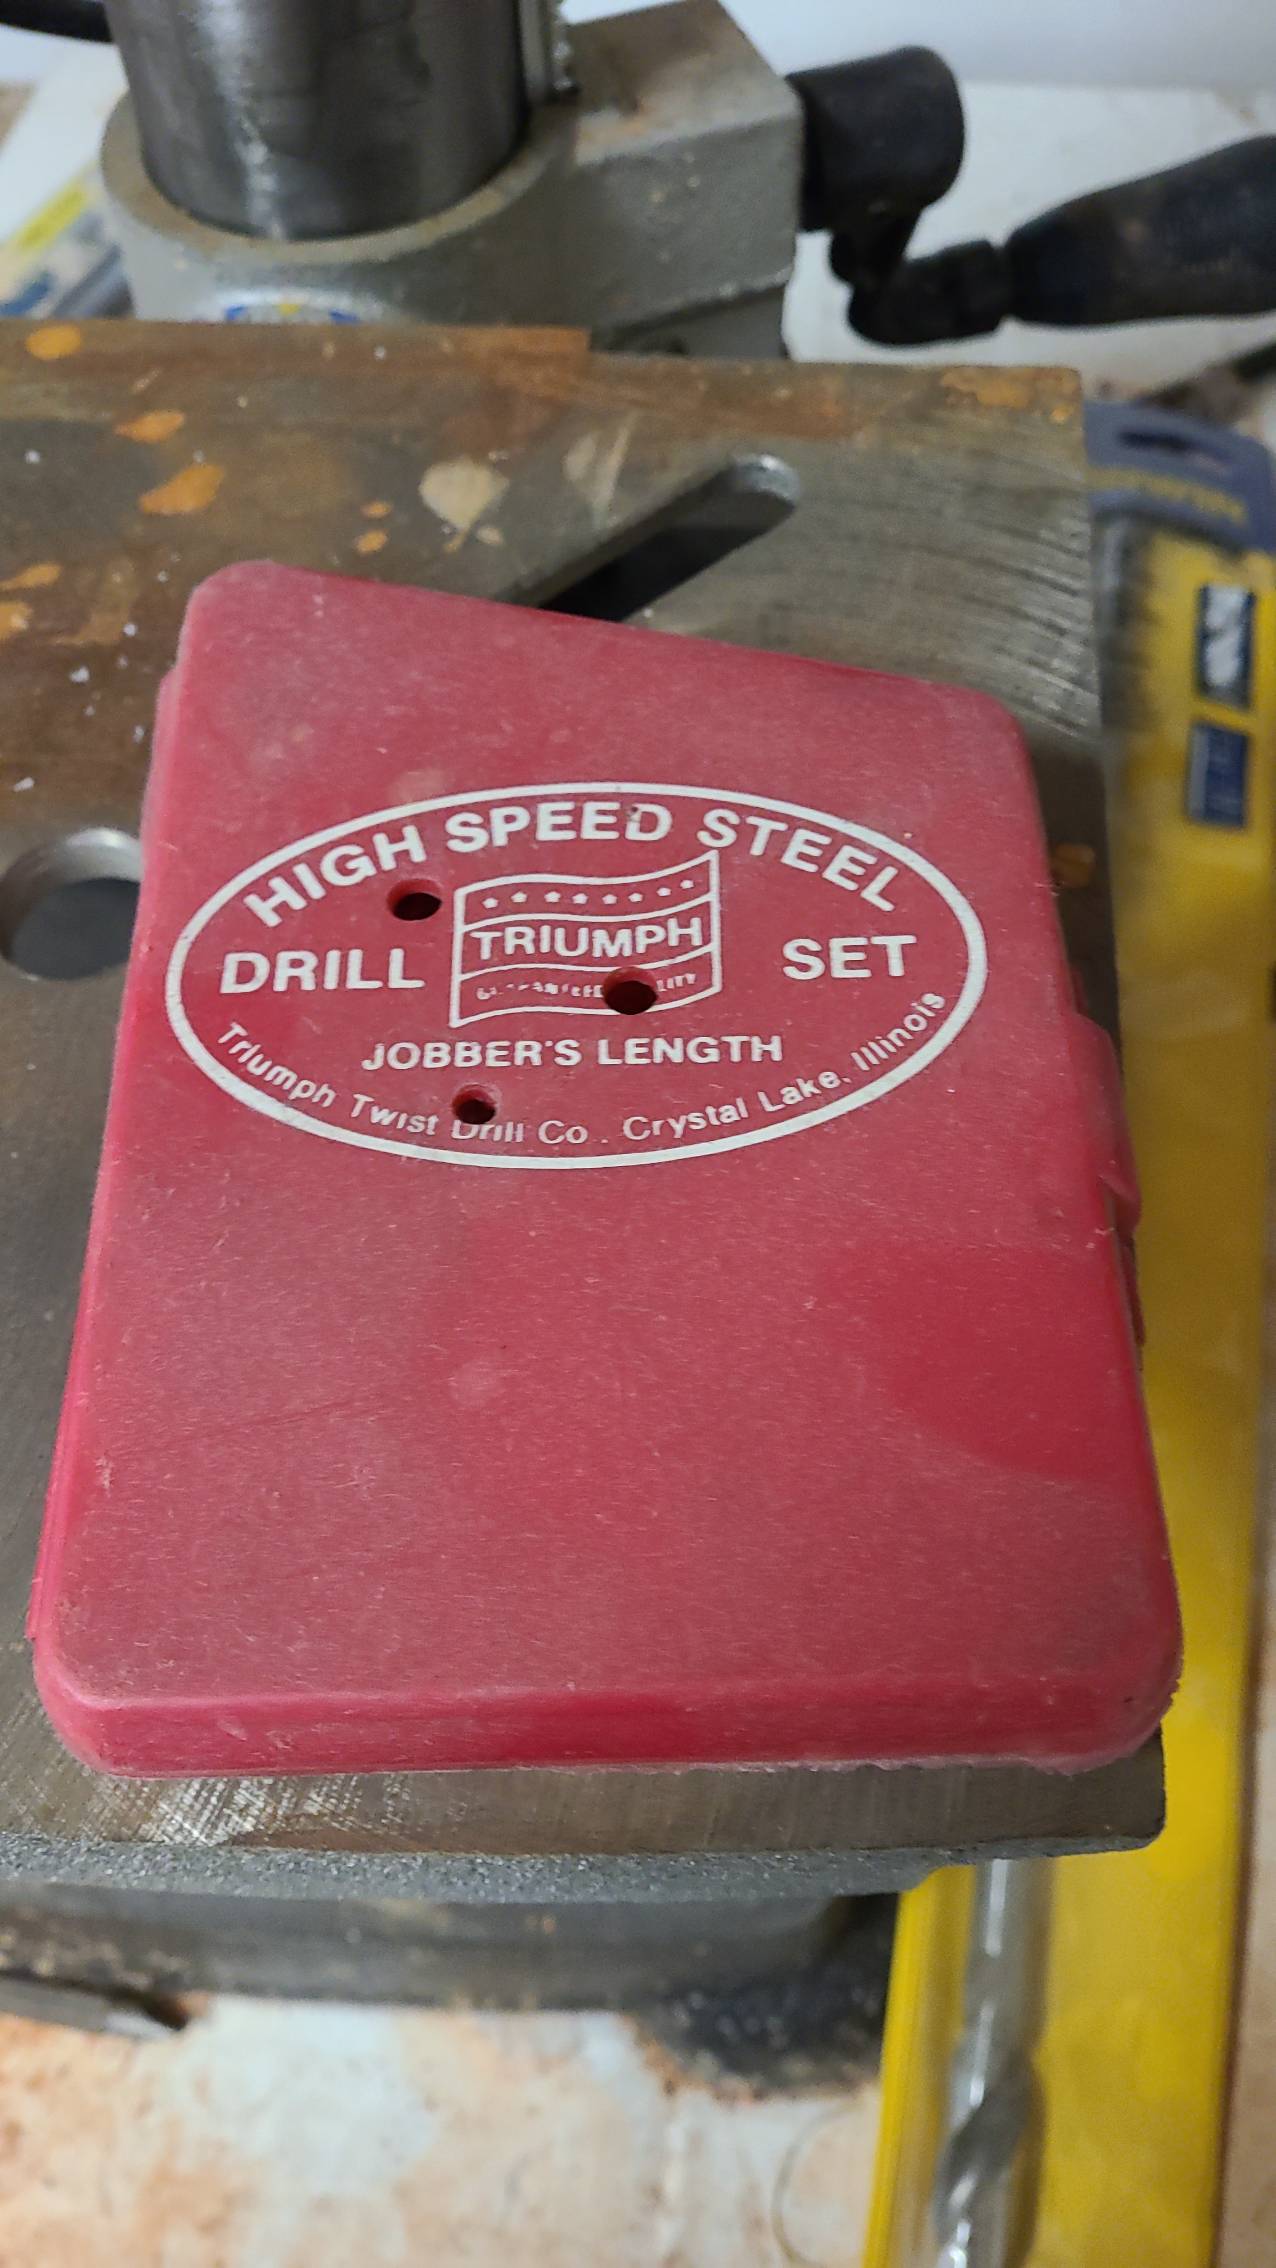 HIGH SPEED STEEL
DRILL SET
TRIUMPH
JOBBER'S LENGTH
Triumph Twist Drill Co. Crystal Lake, Illinois